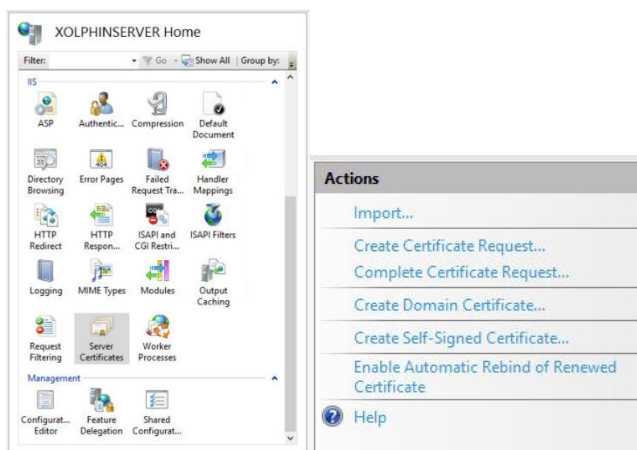 XOLPHINSERVER Home
Filter:
Go
Show All
Group by:
IIS
ASP
Authentic...
Compression
Default
Document
Directory
Browsing
Error Pages
Failed
Request Tra...
Handler
Mappings
HTTP
Redirect
HTTP
Respon...
ISAPI and
CGI Restri...
ISAPI Filters
Logging
MIME Types
Modules
Output
Caching
Request
Filtering
Server
Certificates
Worker
Processes
Management
Configurat...
Editor
Feature
Delegation
Shared
Configurat...
Actions
Import...
Create Certificate Request...
Complete Certificate Request...
Create Domain Certificate...
Create Self-Signed Certificate...
Enable Automatic Rebind of Renewed
Certificate
Help